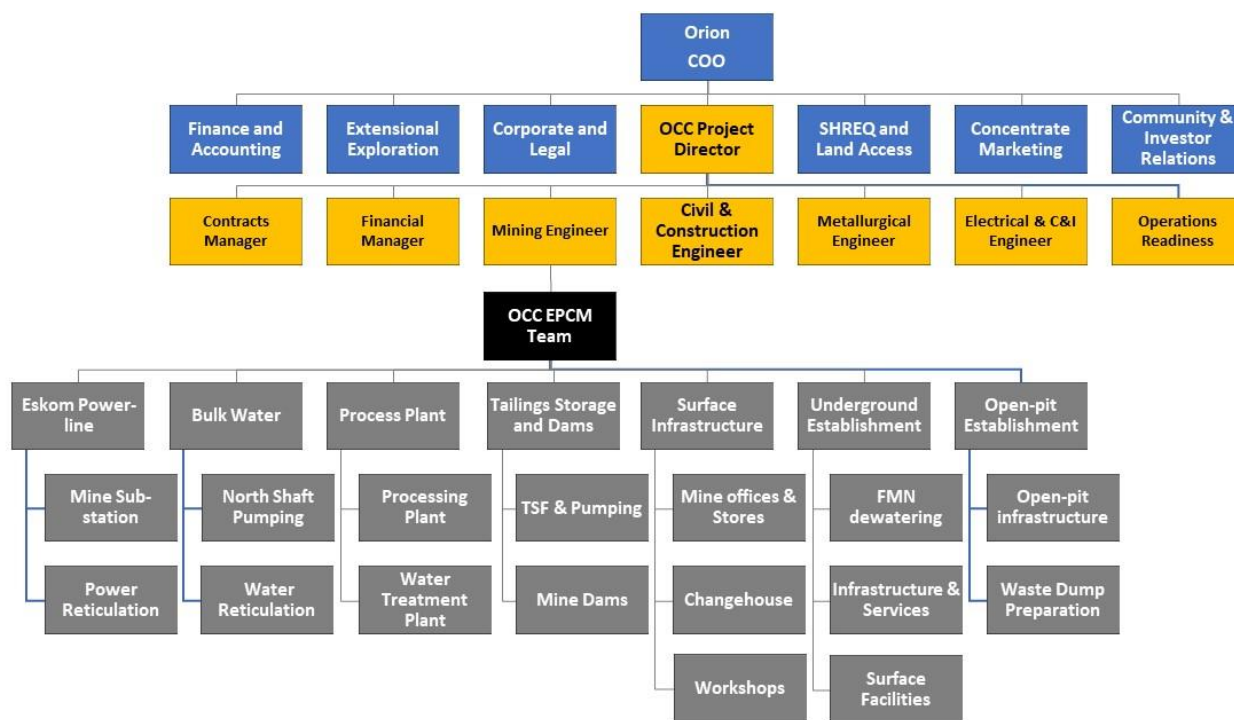 Orion
COO
Finance and
Accounting
Extensional
Exploration
Corporate and
Legal
OCC Project
Director
SHREQ and
Land Access
Concentrate
Marketing
Community &
Investor
Relations
Contracts
Manager
Financial
Manager
Mining Engineer
Civil &
Construction
Engineer
Metallurgical
Engineer
Electrical & C&I
Engineer
Operations
Readiness
OCC EPCM
Team
Eskom Power-
line
Bulk Water
Process Plant
Tailings Storage
and Dams
Surface
Infrastructure
Underground
Establishment
Open-pit
Establishment
Mine Sub-
station
North Shaft
Pumping
Processing
Plant
TSF & Pumping
Mine offices &
Stores
FMN
dewatering
Open-pit
infrastructure
Power
Reticulation
Water
Reticulation
Water
Treatment
Plant
Mine Dams
Changehouse
Infrastructure &
Services
Waste Dump
Preparation
Workshops
Surface
Facilities